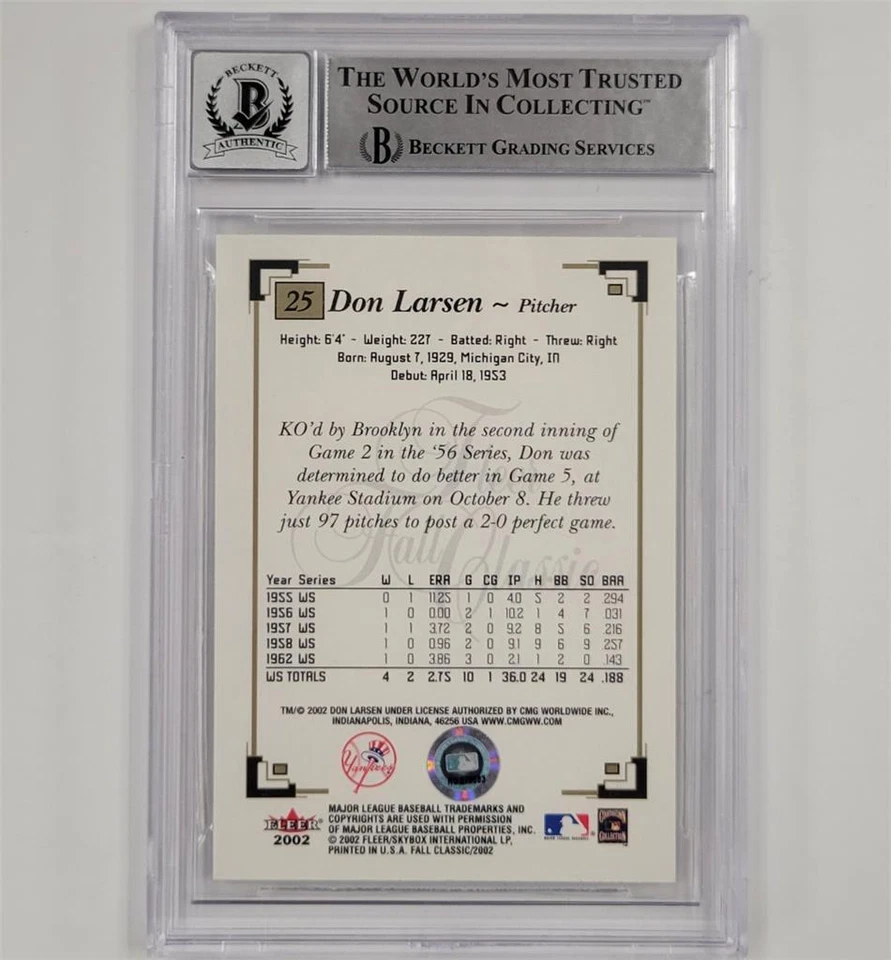 BECKETT
B
AUTHENTIC
THE WORLD'S MOST TRUSTED
SOURCE IN COLLECTING™
B BECKETT GRADING SERVICES
25 Don Larsen ~ Pitcher
Height: 6'4" - Weight: 227 - Batted: Right - Threw: Right
Born: August 7, 1929, Michigan City, IN
Debut: April 18, 1953
Fleer
Fall Classic
KO'd by Brooklyn in the second inning of
Game 2 in the '56 Series, Don was
determined to do better in Game 5, at
Yankee Stadium on October 8. He threw
just 97 pitches to post a 2-0 perfect game.
Year Series W L ERA G CG IP H BB SO BAA
1955 WS 0 1 11.25 1 0 4.0 5 2 2 .294
1956 WS 1 0 0.00 2 1 10.2 1 4 7 .031
1957 WS 1 1 3.72 2 0 9.2 8 5 6 .216
1958 WS 1 0 0.96 2 0 9.1 9 6 9 .257
1962 WS 1 0 3.86 3 0 2.1 1 2 0 .143
WS TOTALS 4 2 2.75 10 1 36.0 24 19 24 .188
TM/© 2002 DON LARSEN UNDER LICENSE AUTHORIZED BY CMG WORLDWIDE INC.,
INDIANAPOLIS, INDIANA, 46256 USA WWW.CMGWW.COM
Yankees
FLEER®
2002
MAJOR LEAGUE BASEBALL TRADEMARKS AND
COPYRIGHTS ARE USED WITH PERMISSION
OF MAJOR LEAGUE BASEBALL PROPERTIES, INC.
© 2002 FLEER/SKYBOX INTERNATIONAL LP,
PRINTED IN U.S.A. FALL CLASSIC/2002